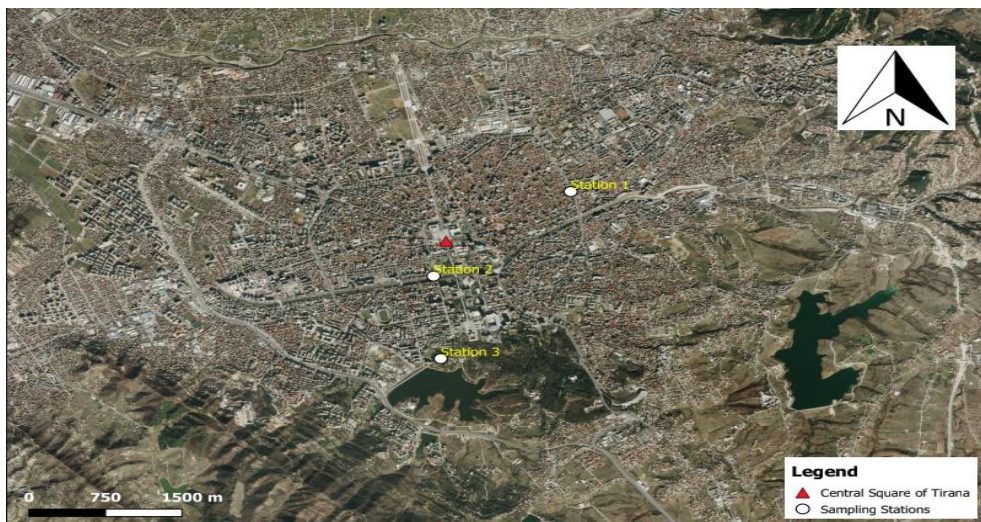 N
Station 1
Station 2
Station 3
0 750 1500 m
Legend
Central Square of Tirana
Sampling Stations